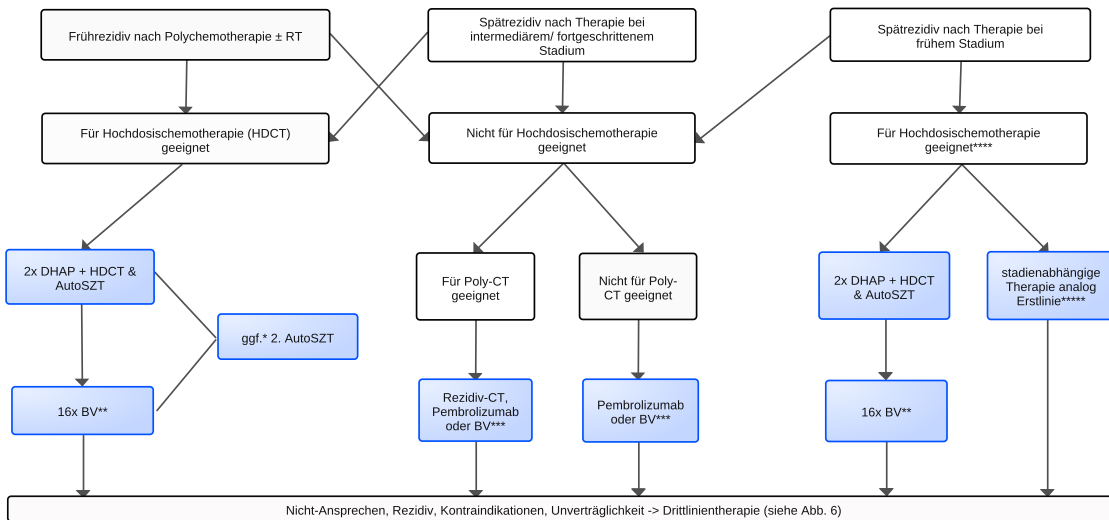 Frührezidiv nach Polychemotherapie ± RT
Spätrezidiv nach Therapie bei
intermediärem/ fortgeschrittenem
Stadium
Spätrezidiv nach Therapie bei
frühem Stadium
Für Hochdosischemotherapie (HDCT)
geeignet
Nicht für Hochdosischemotherapie
geeignet
Für Hochdosischemotherapie
geeignet****
2x DHAP + HDCT &
AutoSZT
ggf.* 2. AutoSZT
16x BV**
Für Poly-CT
geeignet
Nicht für Poly-
CT geeignet
Rezidiv-CT,
Pembrolizumab
oder BV***
Pembrolizumab
oder BV***
2x DHAP + HDCT
& AutoSZT
stadienabhängige
Therapie analog
Erstlinie*****
16x BV**
Nicht-Ansprechen, Rezidiv, Kontraindikationen, Unverträglichkeit -> Drittlinientherapie (siehe Abb. 6)